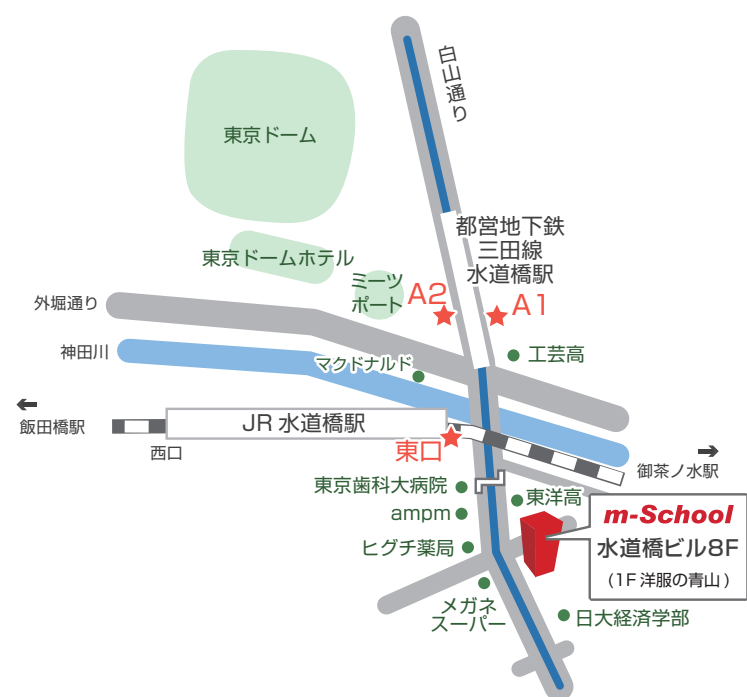 白山通り
東京ドーム
都営地下鉄
三田線
水道橋駅
東京ドームホテル
ミーツ
ポート
A2
A1
外堀通り
神田川
マクドナルド
工芸高
飯田橋駅
JR 水道橋駅
西口
東口
御茶ノ水駅
東京歯科大病院
東洋高
ampm
ヒグチ薬局
m-School
水道橋ビル8F
(1F 洋服の青山)
メガネ
スーパー
日大経済学部